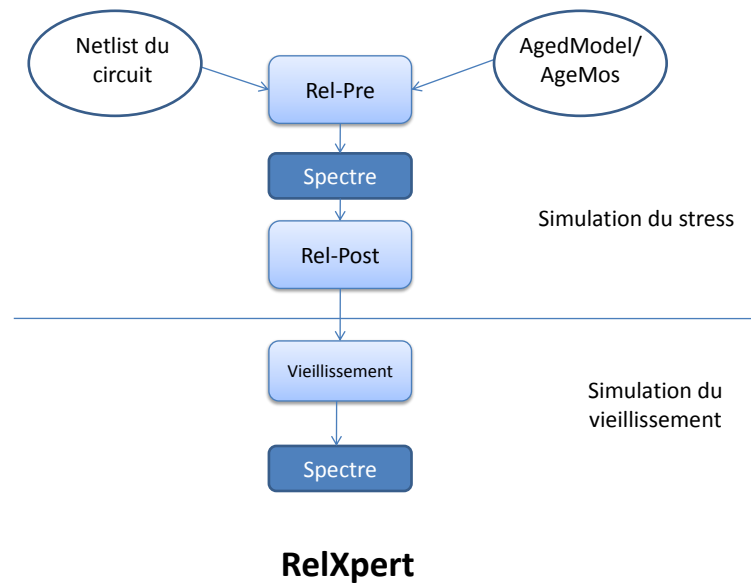 Netlist du
circuit
AgedModel/
AgeMos
Rel-Pre
Spectre
Simulation du stress
Rel-Post
Vieillissement
Simulation du
vieillissement
Spectre
RelXpert